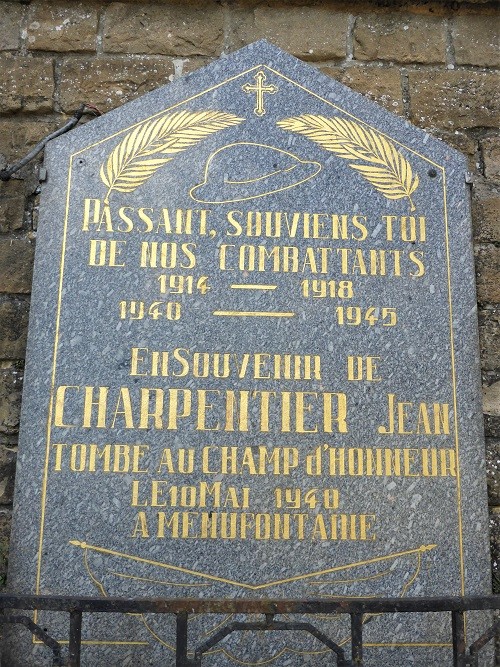 PASSANT, SOUVIENS TOI
DE NOS COMBATTANTS
1914 — 1918
1940 — 1945
EN SOUVENIR DE
CHARPENTIER JEAN
TOMBE AU CHAMP d'HONNEUR
LE 10 MAI 1940
A MENUFONTAINE